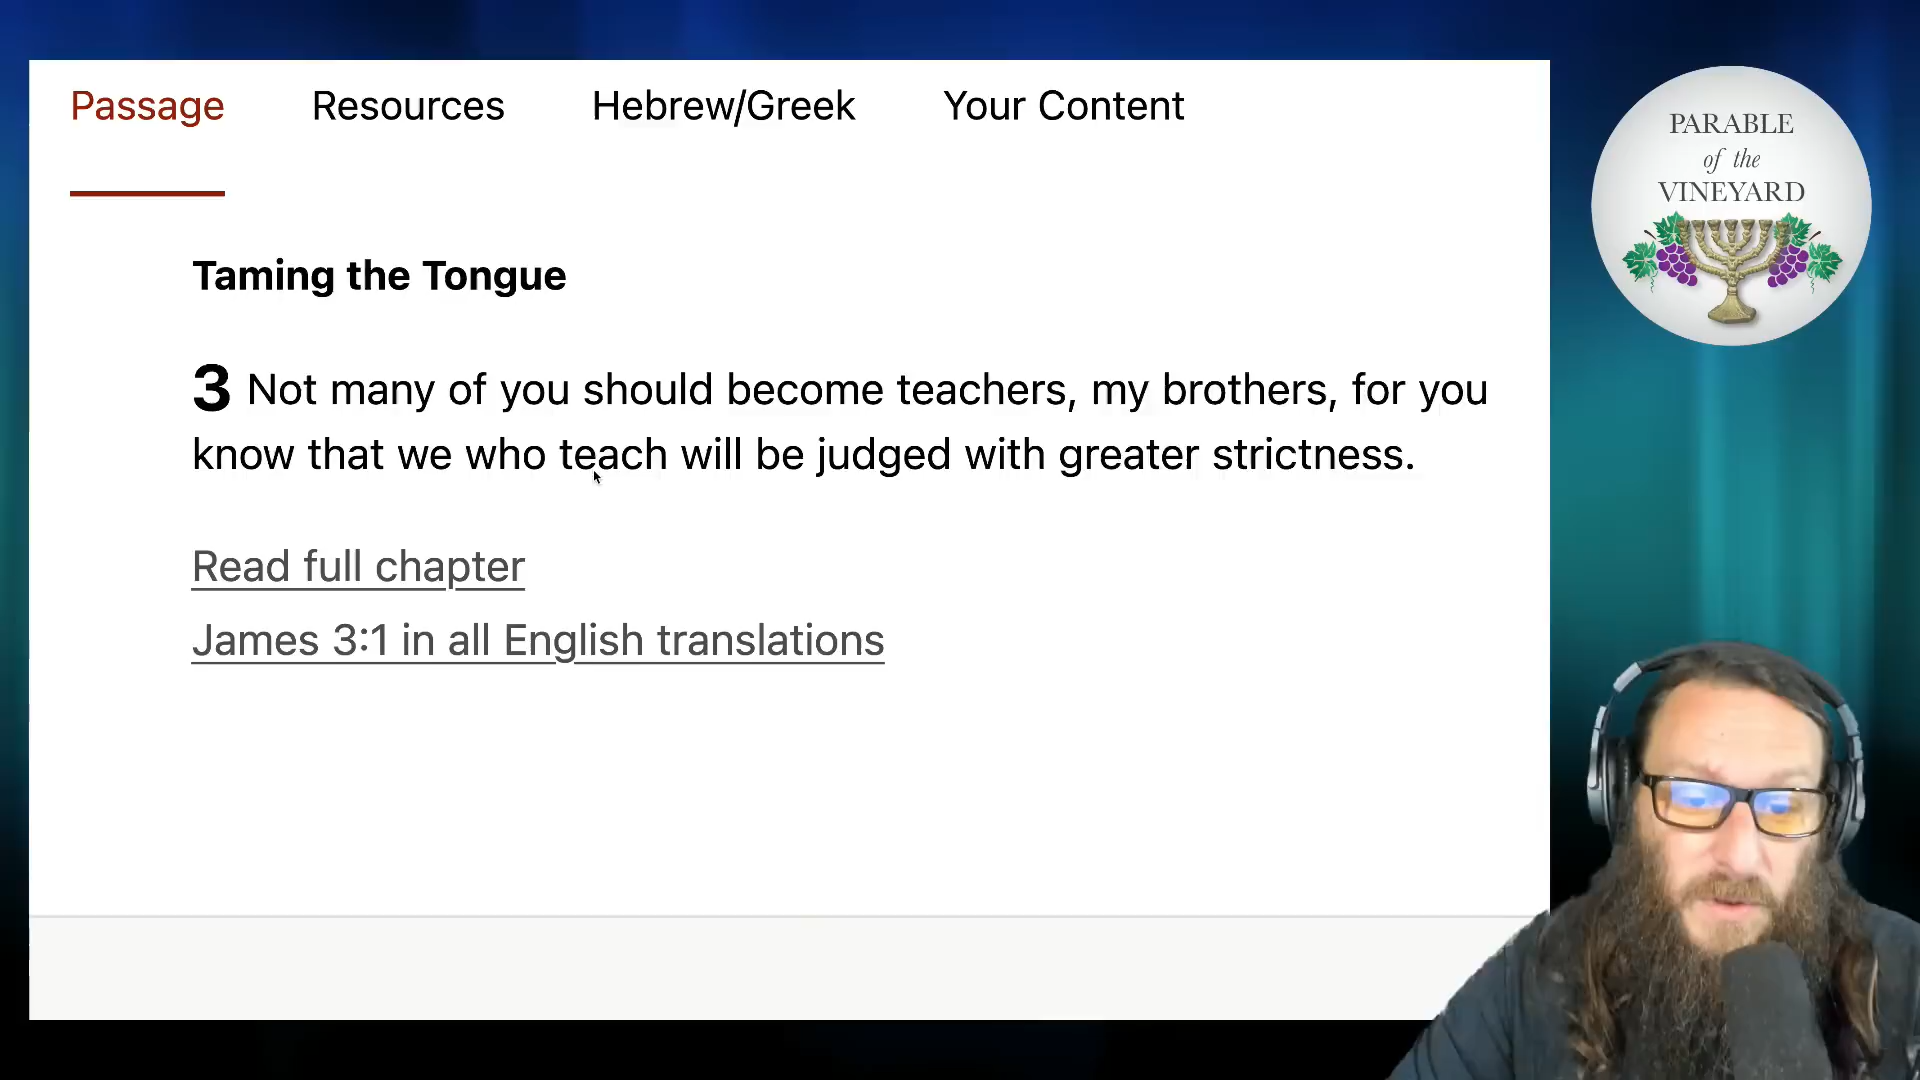 Passage
Resources
Hebrew/Greek
Your Content
PARABLE
of the
VINEYARD
Taming the Tongue
3 Not many of you should become teachers, my brothers, for you
know that we who teach will be judged with greater strictness.
Read full chapter
James 3:1 in all English translations